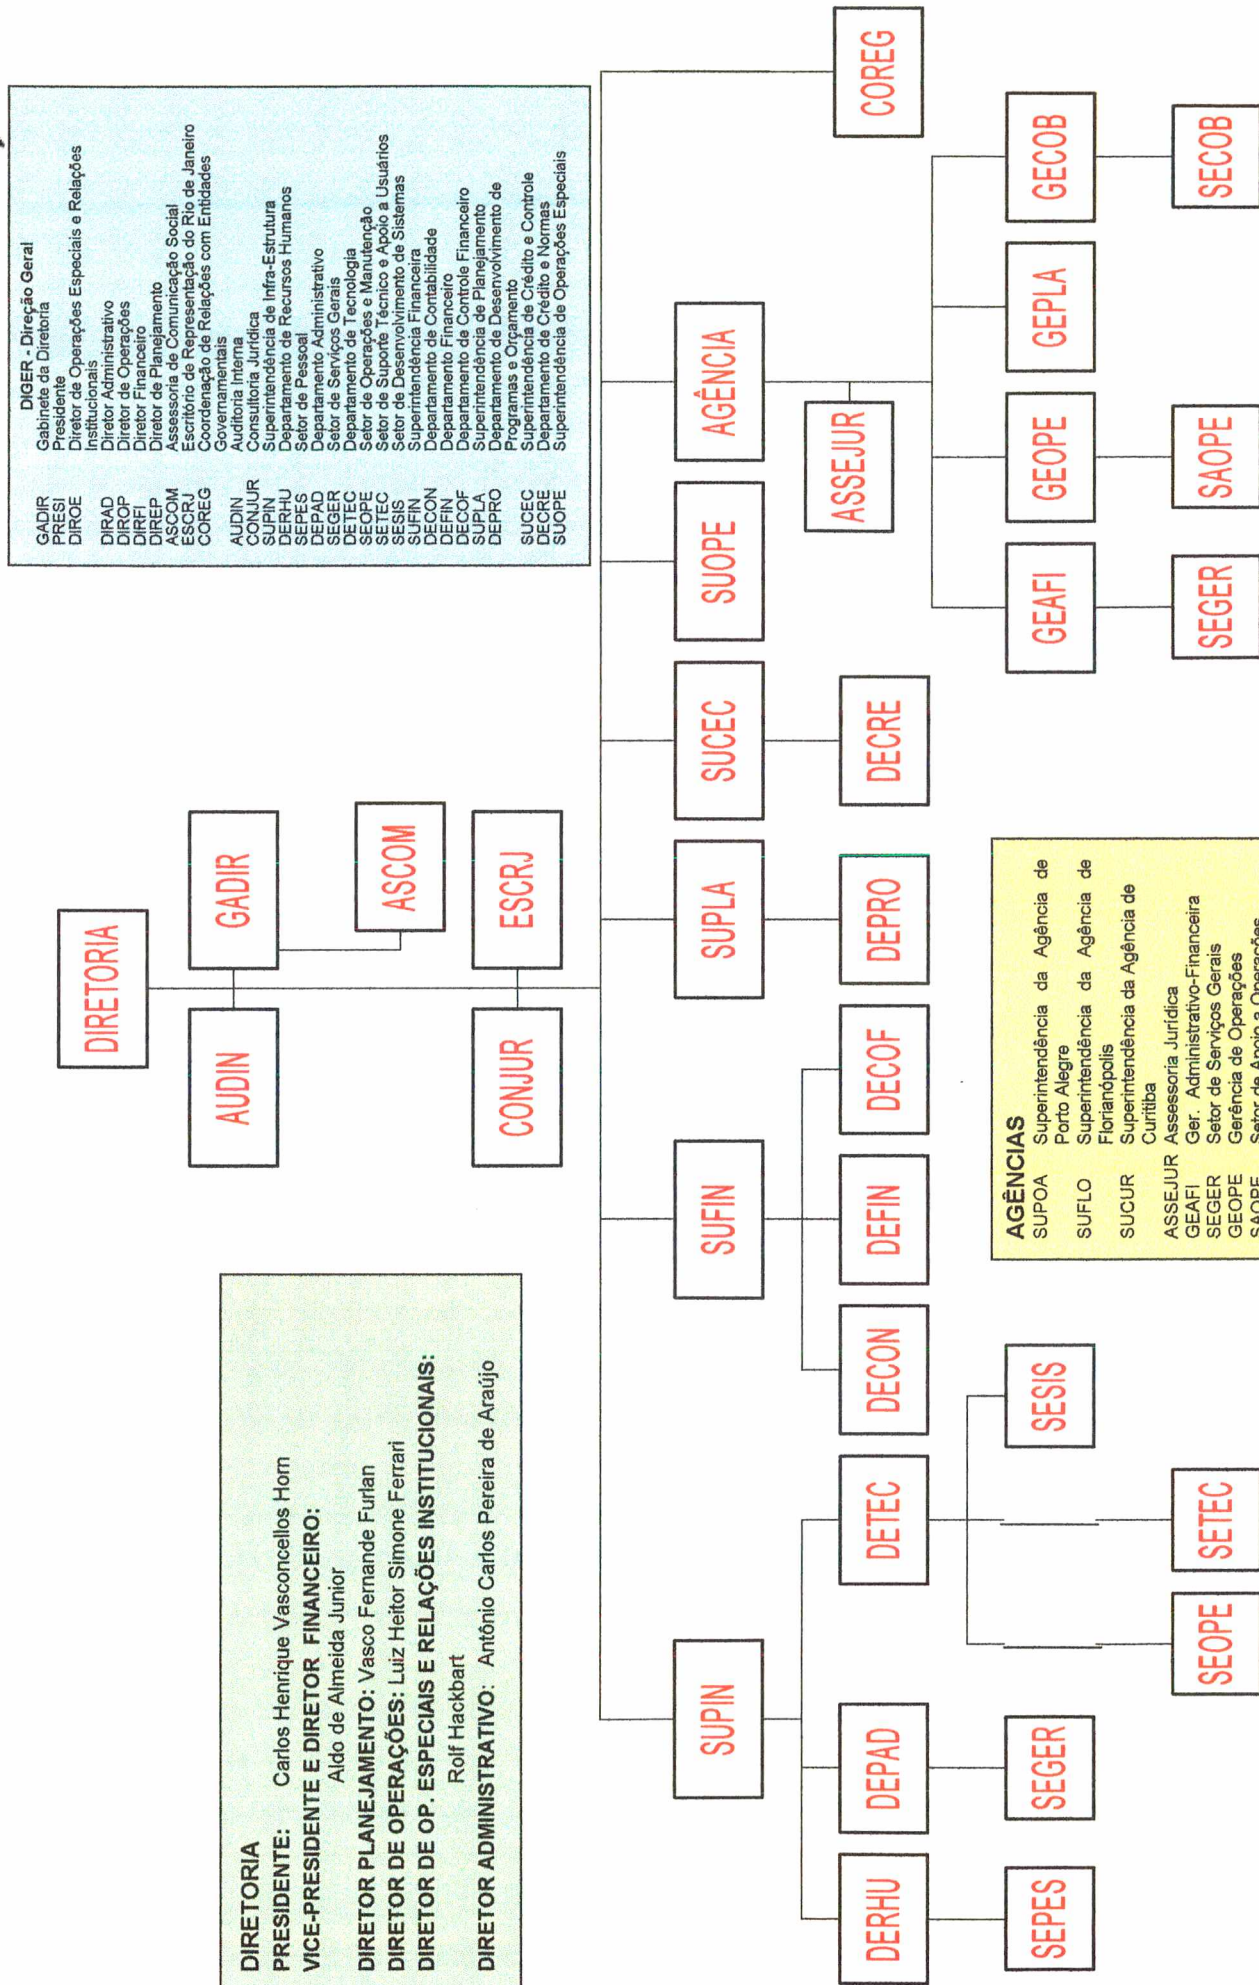 DIRETORIA
PRESIDENTE: Carlos Henrique Vasconcellos Horn
VICE-PRESIDENTE E DIRETOR FINANCEIRO:
Aldo de Almeida Junior
DIRETOR PLANEJAMENTO: Vasco Fernande Furlan
DIRETOR DE OPERAÇÕES: Luiz Heitor Simone Ferrari
DIRETOR DE OP. ESPECIAIS E RELAÇÕES INSTITUCIONAIS:
Rolf Hackbart
DIRETOR ADMINISTRATIVO: Antônio Carlos Pereira de Araújo
DIRETORIA
AUDIN
GADIR
ASCOM
CONJUR
ESCRJ
DIGER - Direção Geral
GADIR Gabinete da Diretoria
PRESI Presidente
DIROE Diretor de Operações Especiais e Relações
Institucionais
DIRAD Diretor Administrativo
DIROP Diretor de Operações
DIRFI Diretor Financeiro
DIREP Diretor de Planejamento
ASCOM Assessoria de Comunicação Social
ESCRJ Escritório de Representação do Rio de Janeiro
COREG Coordenação de Relações com Entidades
Governamentais
AUDIN Auditoria Interna
CONJUR Consultoria Jurídica
SUPIN Superintendência de Infra-Estrutura
DERHU Departamento de Recursos Humanos
SEPES Setor de Pessoal
DEPAD Departamento Administrativo
SEGER Setor de Serviços Gerais
DETEC Departamento de Tecnologia
SEOPE Setor de Operações e Manutenção
SETEC Setor de Suporte Técnico e Apoio a Usuários
SESIS Setor de Desenvolvimento de Sistemas
SUFIN Superintendência Financeira
DECON Departamento de Contabilidade
DEFIN Departamento Financeiro
DECOF Departamento de Controle Financeiro
SUPLA Superintendência de Planejamento
DEPRO Departamento de Desenvolvimento de
Programas e Orçamento
SUCEC Superintendência de Crédito e Controle
DECRE Departamento de Crédito e Normas
SUOPE Superintendência de Operações Especiais
SUPIN
SUFIN
SUPLA
SUCEC
SUOPE
AGÊNCIA
COREG
ASSEJUR
DERHU
DEPAD
DETEC
DECON
DEFIN
DECOF
DEPRO
DECRE
SEPES
SEGER
SESIS
SEOPE
SETEC
GEAFI
GEOPE
GEPLA
GECOB
SEGER
SAOPE
SECOB
AGÊNCIAS
SUPOA Superintendência da Agência de
Porto Alegre
SUFLO Superintendência da Agência de
Florianópolis
SUCUR Superintendência da Agência de
Curitiba
ASSEJUR Assessoria Jurídica
GEAFI Ger. Administrativo-Financeira
SEGER Setor de Serviços Gerais
GEOPE Gerência de Operações
SAOPE Setor de Apoio a Operações